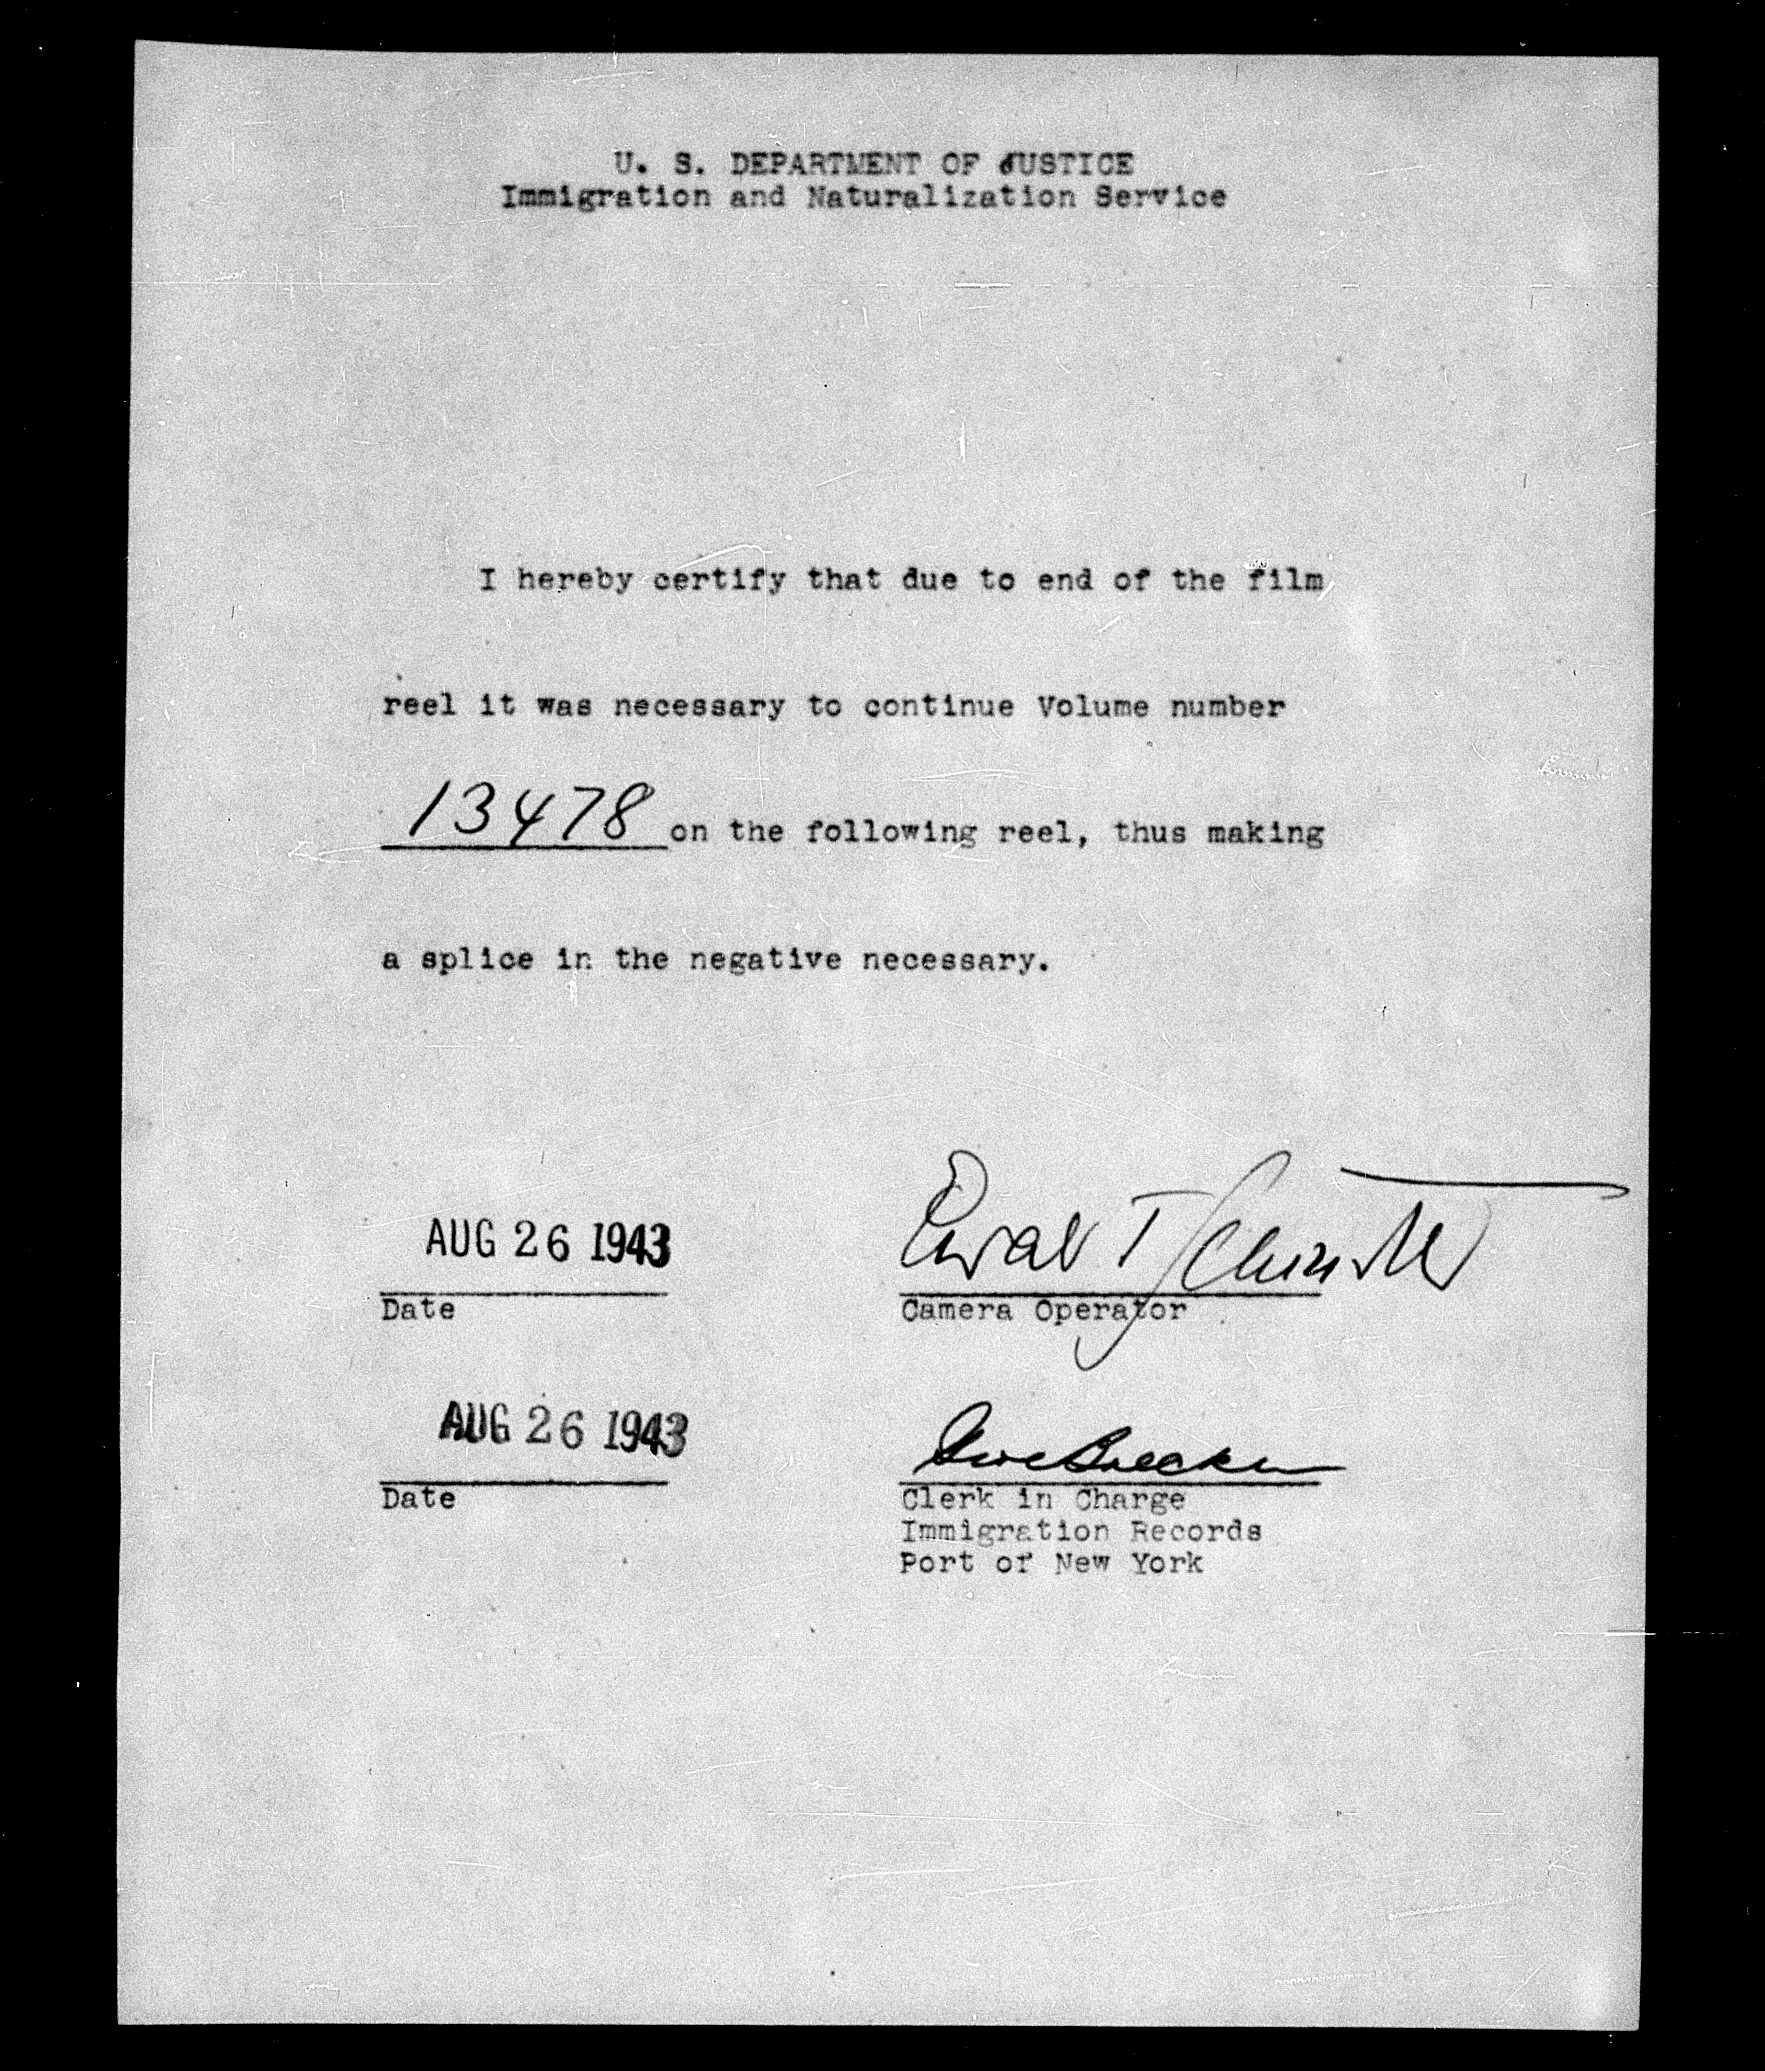 U. S. DEPARTMENT OF JUSTICE
Immigration and Naturalization Service
I hereby certify that due to end of the film
reel it was necessary to continue Volume number
13478 on the following reel, thus making
a splice in the negative necessary.
AUG 26 1943
Date
Camera Operator
AUG 26 1943
Date
Clerk in Charge
Immigration Records
Port of New York